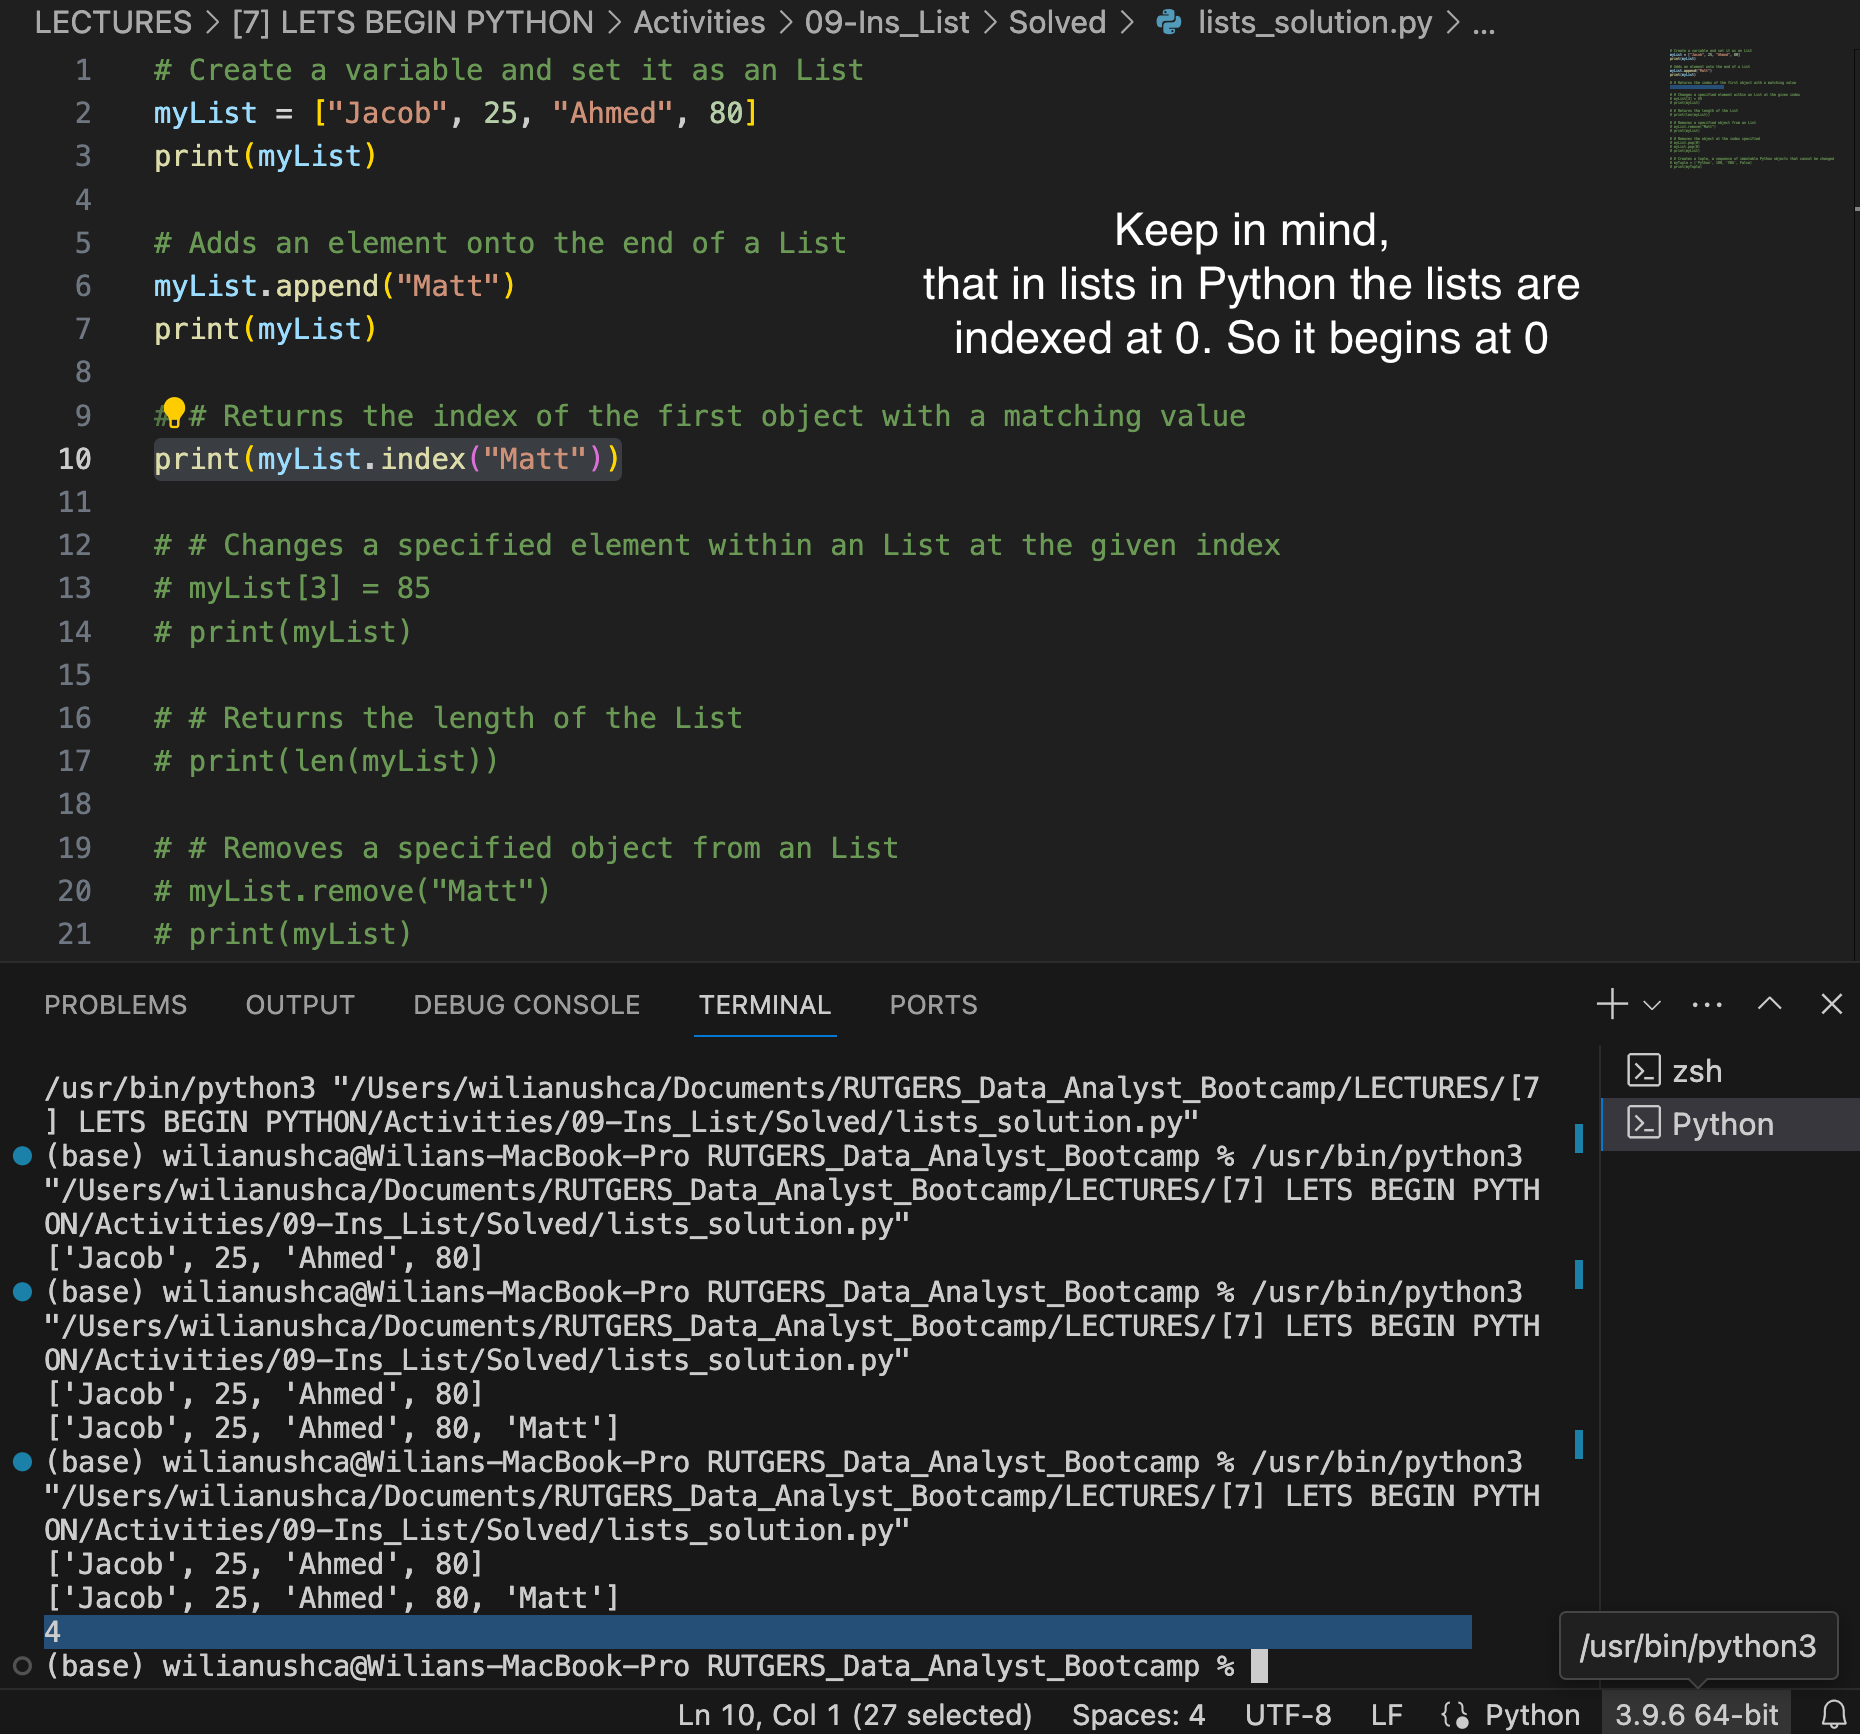 LECTURES > [7] LETS BEGIN PYTHON > Activities > 09-Ins_List > Solved > lists_solution.py > ...
1 # Create a variable and set it as an List
2 myList = ["Jacob", 25, "Ahmed", 80]
3 print(myList)
4
5 # Adds an element onto the end of a List
6 myList.append("Matt")
7 print(myList)
8
Keep in mind,
that in lists in Python the lists are
indexed at 0. So it begins at 0
9 # # Returns the index of the first object with a matching value
10 print(myList.index("Matt"))
11
12 # # Changes a specified element within an List at the given index
13 # myList[3] = 85
14 # print(myList)
15
16 # # Returns the length of the List
17 # print(len(myList))
18
19 # # Removes a specified object from an List
20 # myList.remove("Matt")
21 # print(myList)
PROBLEMS OUTPUT DEBUG CONSOLE TERMINAL PORTS
/usr/bin/python3 "/Users/wilianushca/Documents/RUTGERS_Data_Analyst_Bootcamp/LECTURES/[7
] LETS BEGIN PYTHON/Activities/09-Ins_List/Solved/lists_solution.py"
(base) wilianushca@Wilians-MacBook-Pro RUTGERS_Data_Analyst_Bootcamp % /usr/bin/python3
"/Users/wilianushca/Documents/RUTGERS_Data_Analyst_Bootcamp/LECTURES/[7] LETS BEGIN PYTH
ON/Activities/09-Ins_List/Solved/lists_solution.py"
['Jacob', 25, 'Ahmed', 80]
(base) wilianushca@Wilians-MacBook-Pro RUTGERS_Data_Analyst_Bootcamp % /usr/bin/python3
"/Users/wilianushca/Documents/RUTGERS_Data_Analyst_Bootcamp/LECTURES/[7] LETS BEGIN PYTH
ON/Activities/09-Ins_List/Solved/lists_solution.py"
['Jacob', 25, 'Ahmed', 80]
['Jacob', 25, 'Ahmed', 80, 'Matt']
(base) wilianushca@Wilians-MacBook-Pro RUTGERS_Data_Analyst_Bootcamp % /usr/bin/python3
"/Users/wilianushca/Documents/RUTGERS_Data_Analyst_Bootcamp/LECTURES/[7] LETS BEGIN PYTH
ON/Activities/09-Ins_List/Solved/lists_solution.py"
['Jacob', 25, 'Ahmed', 80]
['Jacob', 25, 'Ahmed', 80, 'Matt']
4
(base) wilianushca@Wilians-MacBook-Pro RUTGERS_Data_Analyst_Bootcamp %
zsh
Python
/usr/bin/python3
Ln 10, Col 1 (27 selected) Spaces: 4 UTF-8 LF {} Python 3.9.6 64-bit